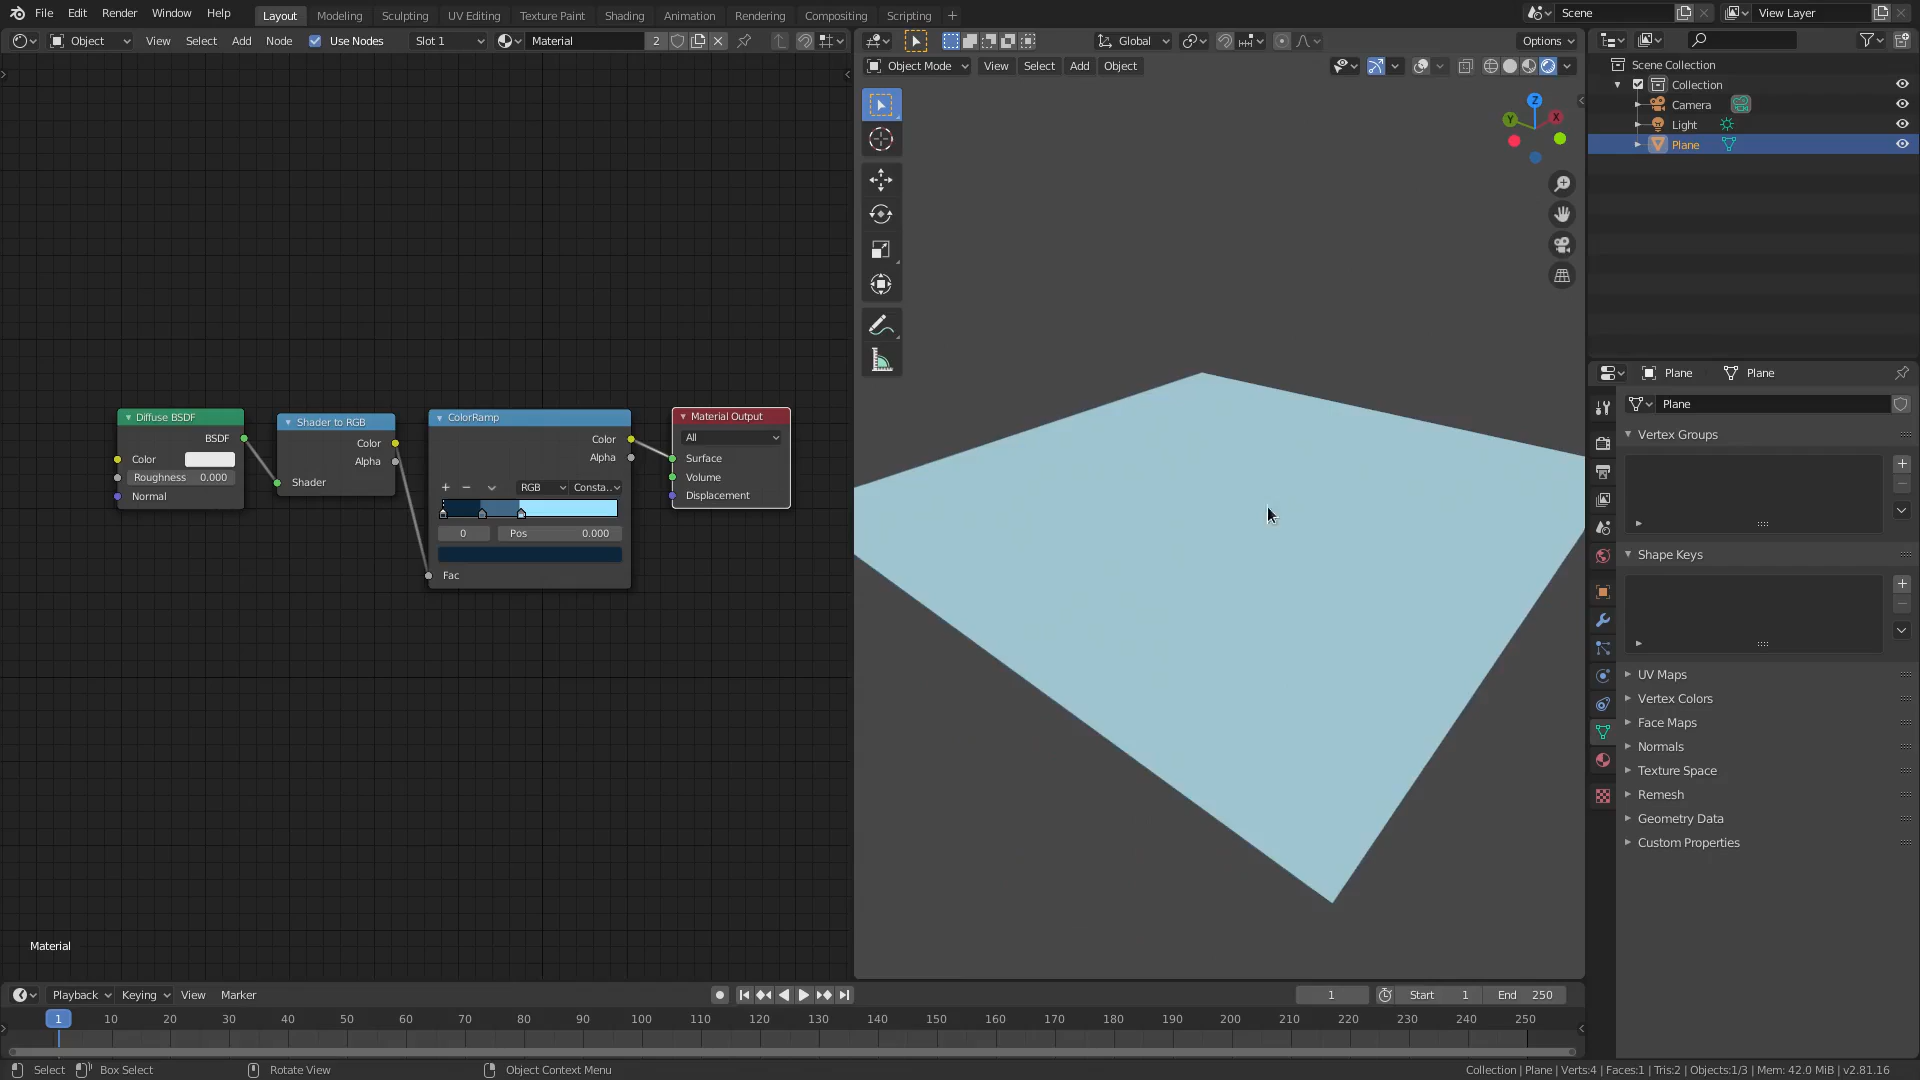 File Edit Render Window Help Layout Modeling Sculpting UV Editing Texture Paint Shading Animation Rendering Compositing Scripting + Scene View Layer
Object View Select Add Node Use Nodes Slot 1 Material 2 Global Options
Object Mode View Select Add Object
Scene Collection
Collection
Camera
Light
Plane
Z
Y
X
Plane Plane
Plane
Vertex Groups
Shape Keys
UV Maps
Vertex Colors
Face Maps
Normals
Texture Space
Remesh
Geometry Data
Custom Properties
Diffuse BSDF
BSDF
Color
Roughness 0.000
Normal
Shader to RGB
Color
Alpha
Shader
ColorRamp
Color
Alpha
+ − RGB Consta..
0 Pos 0.000
Fac
Material Output
All
Surface
Volume
Displacement
Material
Playback Keying View Marker 1 Start 1 End 250
1 10 20 30 40 50 60 70 80 90 100 110 120 130 140 150 160 170 180 190 200 210 220 230 240 250
Select Box Select Rotate View Object Context Menu Collection | Plane | Verts:4 | Faces:1 | Tris:2 | Objects:1/3 | Mem: 42.0 MiB | v2.81.16